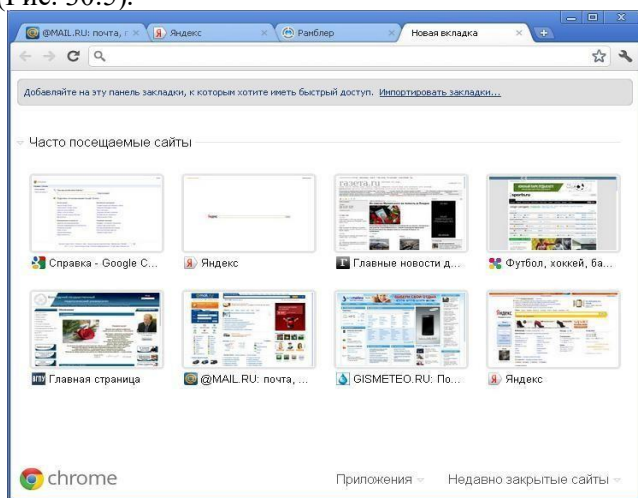 (Рис. 30.5).
@MAIL.RU: почта, г Яндекс Рамблер Новая вкладка
Добавляйте на эту панель закладки, к которым хотите иметь быстрый доступ. Импортировать закладки...
Часто посещаемые сайты
Справка - Google C... Яндекс Главные новости д... Футбол, хоккей, ба...
Главная страница @MAIL.RU: почта, ... GISMETEO.RU: По... Яндекс
chrome Приложения Недавно закрытые сайты